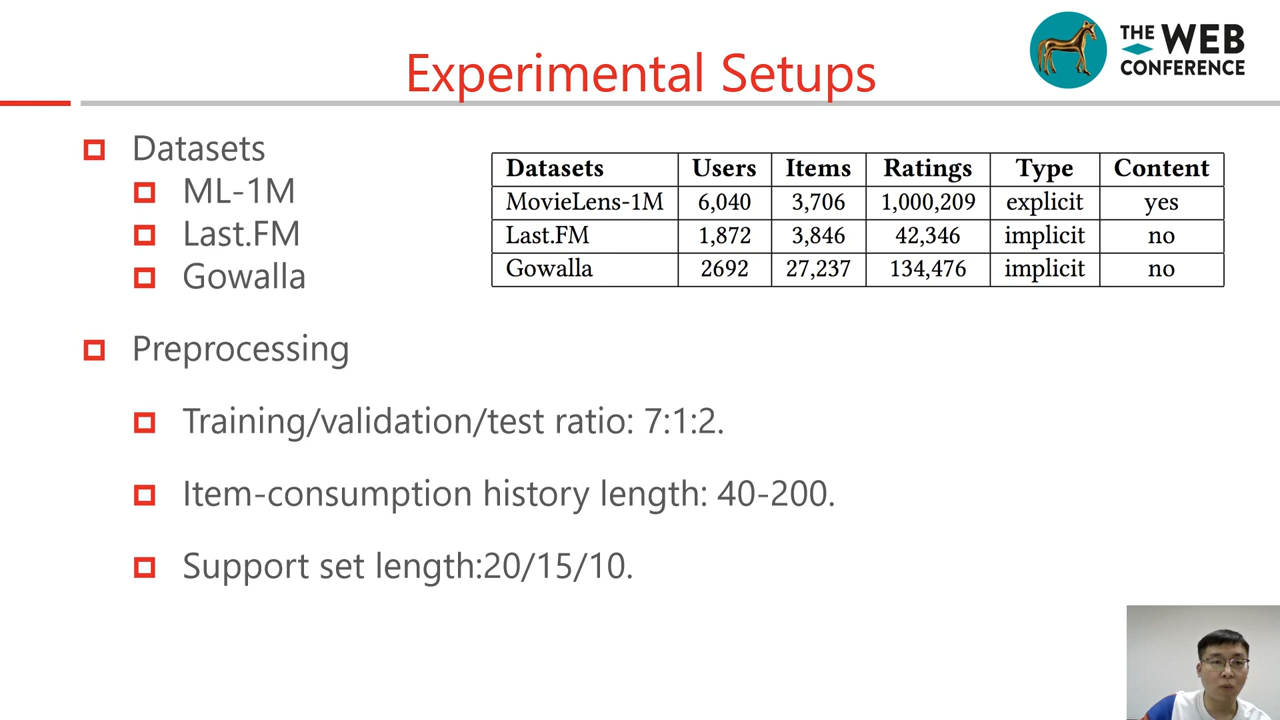 THE WEB
CONFERENCE
Experimental Setups
Datasets
ML-1M
Last.FM
Gowalla
Datasets Users Items Ratings Type Content
MovieLens-1M 6,040 3,706 1,000,209 explicit yes
Last.FM 1,872 3,846 42,346 implicit no
Gowalla 2692 27,237 134,476 implicit no
Preprocessing
Training/validation/test ratio: 7:1:2.
Item-consumption history length: 40-200.
Support set length:20/15/10.